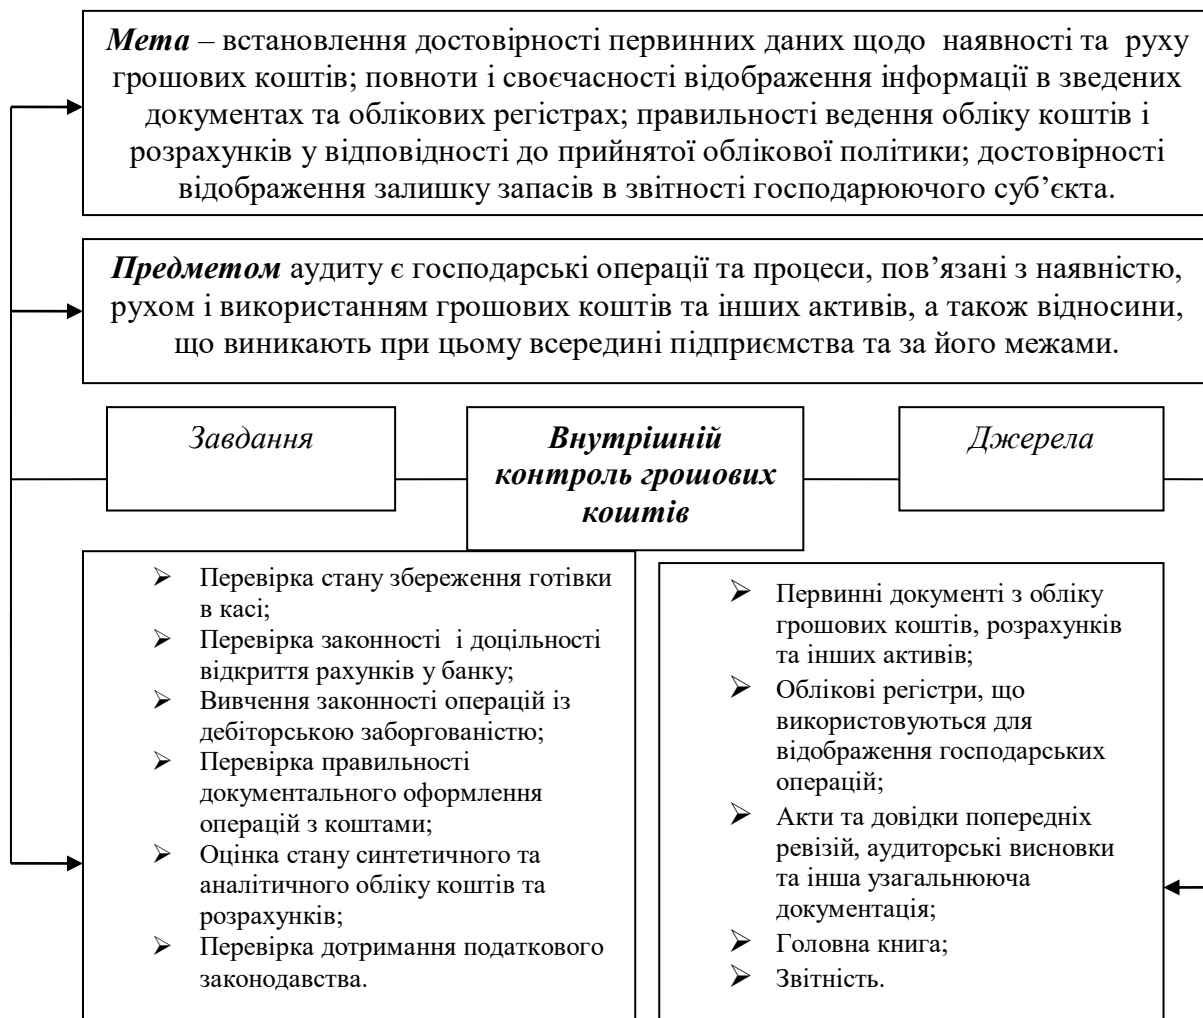 Мета – встановлення достовірності первинних даних щодо наявності та руху
грошових коштів; повноти і своєчасності відображення інформації в зведених
документах та облікових регістрах; правильності ведення обліку коштів і
розрахунків у відповідності до прийнятої облікової політики; достовірності
відображення залишку запасів в звітності господарюючого суб’єкта.
Предметом аудиту є господарські операції та процеси, пов’язані з наявністю,
рухом і використанням грошових коштів та інших активів, а також відносини,
що виникають при цьому всередині підприємства та за його межами.
Завдання
Внутрішній
контроль грошових
коштів
Джерела
➢ Перевірка стану збереження готівки
в касі;
➢ Перевірка законності і доцільності
відкриття рахунків у банку;
➢ Вивчення законності операцій із
дебіторською заборгованістю;
➢ Перевірка правильності
документального оформлення
операцій з коштами;
➢ Оцінка стану синтетичного та
аналітичного обліку коштів та
розрахунків;
➢ Перевірка дотримання податкового
законодавства.
➢ Первинні документі з обліку
грошових коштів, розрахунків
та інших активів;
➢ Облікові регістри, що
використовуються для
відображення господарських
операцій;
➢ Акти та довідки попередніх
ревізій, аудиторські висновки
та інша узагальнююча
документація;
➢ Головна книга;
➢ Звітність.